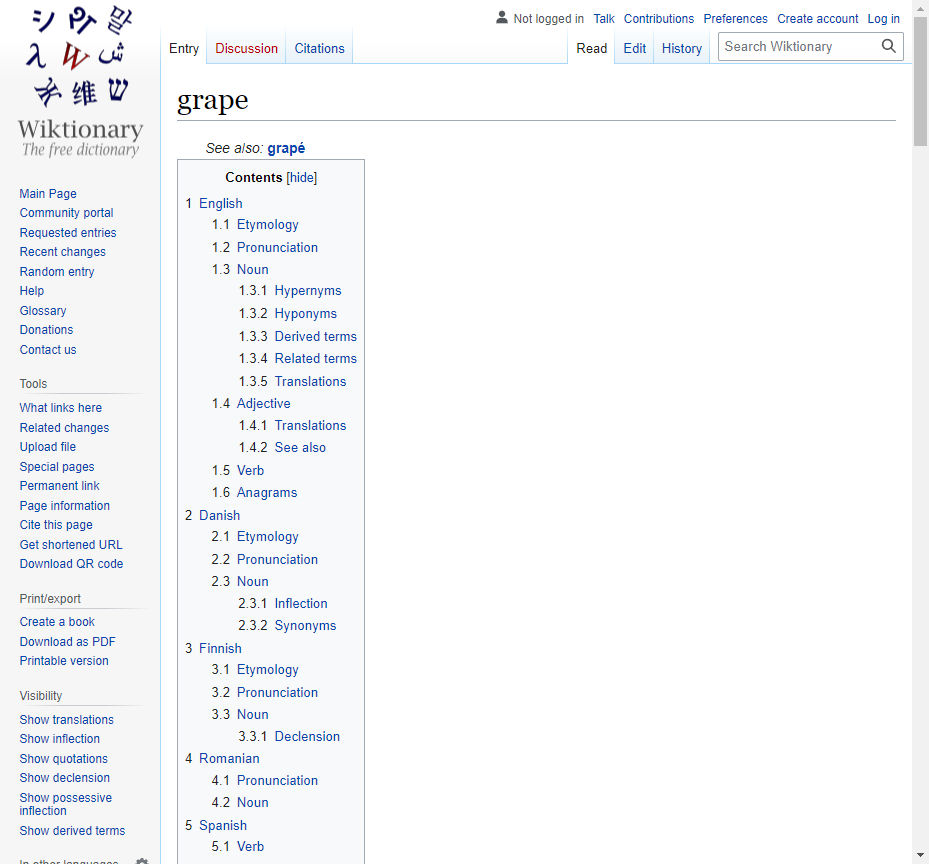 Not logged in Talk Contributions Preferences Create account Log in
Entry Discussion Citations Read Edit History Search Wiktionary
Wiktionary
The free dictionary
Main Page
Community portal
Requested entries
Recent changes
Random entry
Help
Glossary
Donations
Contact us
Tools
What links here
Related changes
Upload file
Special pages
Permanent link
Page information
Cite this page
Get shortened URL
Download QR code
Print/export
Create a book
Download as PDF
Printable version
Visibility
Show translations
Show inflection
Show quotations
Show declension
Show possessive
inflection
Show derived terms
In other languages
grape
See also: grapé
Contents [hide]
1 English
1.1 Etymology
1.2 Pronunciation
1.3 Noun
1.3.1 Hypernyms
1.3.2 Hyponyms
1.3.3 Derived terms
1.3.4 Related terms
1.3.5 Translations
1.4 Adjective
1.4.1 Translations
1.4.2 See also
1.5 Verb
1.6 Anagrams
2 Danish
2.1 Etymology
2.2 Pronunciation
2.3 Noun
2.3.1 Inflection
2.3.2 Synonyms
3 Finnish
3.1 Etymology
3.2 Pronunciation
3.3 Noun
3.3.1 Declension
4 Romanian
4.1 Pronunciation
4.2 Noun
5 Spanish
5.1 Verb